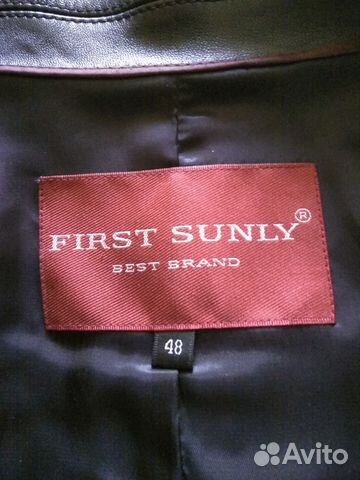 FIRST SUNLY®
BEST BRAND
48
Avito